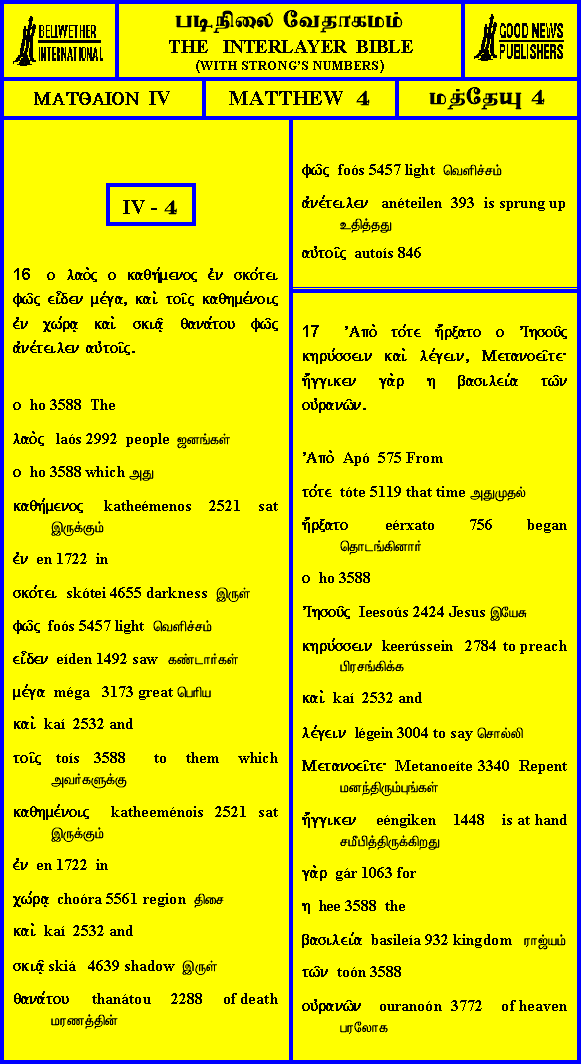 BELLWETHER
INTERNATIONAL
படிநிலை வேதாகமம்
THE INTERLAYER BIBLE
(WITH STRONG'S NUMBERS)
GOOD NEWS
PUBLISHERS
ΜΑΤΘΑΙΟΝ IV
MATTHEW 4
மத்தேயு 4
IV - 4
16 ο λαὸς ο καθήμενος ἐν σκότει
φῶς εἶδεν μέγα, καὶ τοῖς καθημένοις
ἐν χώρᾳ καὶ σκιᾷ θανάτου φῶς
ἀνέτειλεν αὐτοῖς.
ο ho 3588 The
λαὸς laós 2992 people ஜனங்கள்
ο ho 3588 which அது
καθήμενος katheémenos 2521 sat
இருக்கும்
ἐν en 1722 in
σκότει skótei 4655 darkness இருள்
φῶς foós 5457 light வெளிச்சம்
εἶδεν eíden 1492 saw கண்டார்கள்
μέγα méga 3173 great பெரிய
καὶ kaí 2532 and
τοῖς toís 3588 to them which
அவர்களுக்கு
καθημένοις katheeménois 2521 sat
இருக்கும்
ἐν en 1722 in
χώρᾳ choóra 5561 region திசை
καὶ kaí 2532 and
σκιᾷ skiá 4639 shadow இருள்
θανάτου thanátou 2288 of death
மரணத்தின்
φῶς foós 5457 light வெளிச்சம்
ἀνέτειλεν anéteilen 393 is sprung up
உதித்தது
αὐτοῖς autoís 846
17 Ἀπὸ τότε ἤρξατο ο Ἰησοῦς
κηρύσσειν καὶ λέγειν, Μετανοεῖτε·
ἤγγικεν γὰρ η βασιλεία τῶν
οὐρανῶν.
Ἀπὸ Apó 575 From
τότε tóte 5119 that time அதுமுதல்
ἤρξατο eérxato 756 began
தொடங்கினார்
ο ho 3588
Ἰησοῦς Ieesoús 2424 Jesus இயேசு
κηρύσσειν keerússein 2784 to preach
பிரசங்கிக்க
καὶ kaí 2532 and
λέγειν légein 3004 to say சொல்லி
Μετανοεῖτε· Metanoeíte 3340 Repent
மனந்திரும்புங்கள்
ἤγγικεν eéngiken 1448 is at hand
சமீபித்திருக்கிறது
γὰρ gár 1063 for
η hee 3588 the
βασιλεία basileía 932 kingdom ராஜ்யம்
τῶν toón 3588
οὐρανῶν ouranoón 3772 of heaven
பரலோக